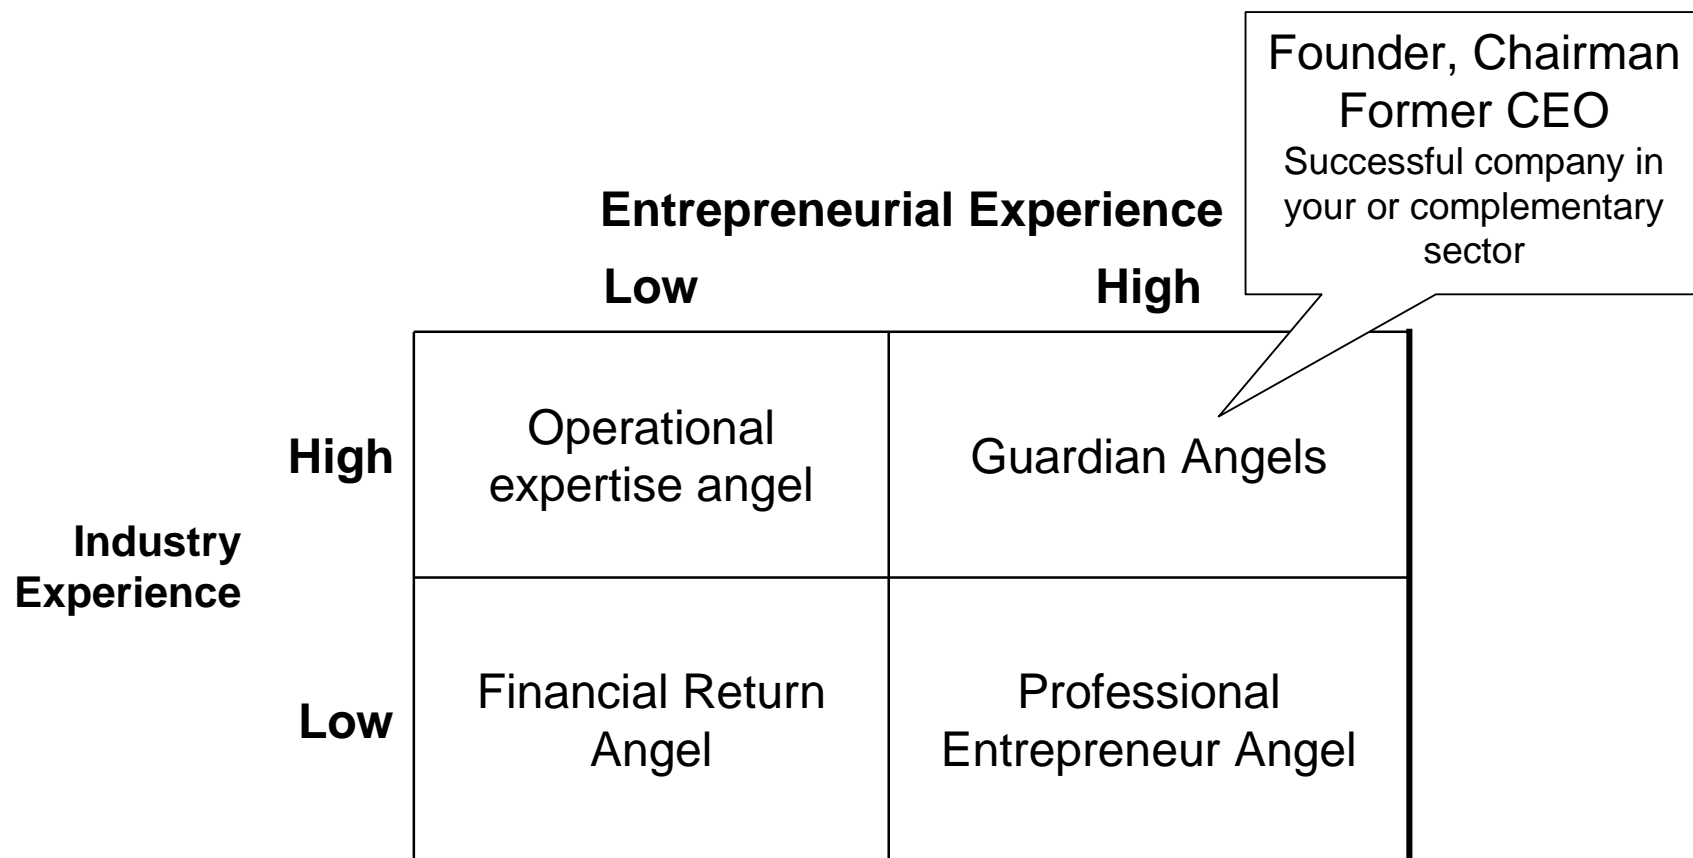 Founder, Chairman
Former CEO
Successful company in
your or complementary
sector
Entrepreneurial Experience
Low
High
High
Operational
expertise angel
Guardian Angels
Industry
Experience
Low
Financial Return
Angel
Professional
Entrepreneur Angel